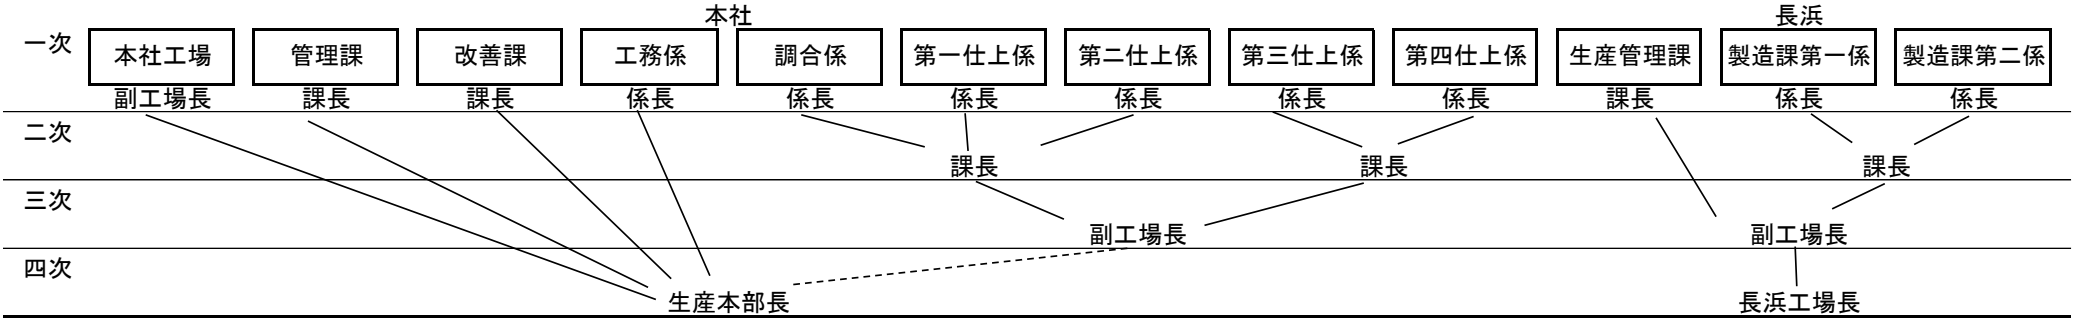 本社 長浜
一次 本社工場 管理課 改善課 工務係 調合係 第一仕上係 第二仕上係 第三仕上係 第四仕上係 生産管理課 製造課第一係 製造課第二係
副工場長 課長 課長 係長 係長 係長 係長 係長 係長 課長 係長 係長
二次
課長 課長 課長
三次
副工場長 副工場長
四次
生産本部長 長浜工場長